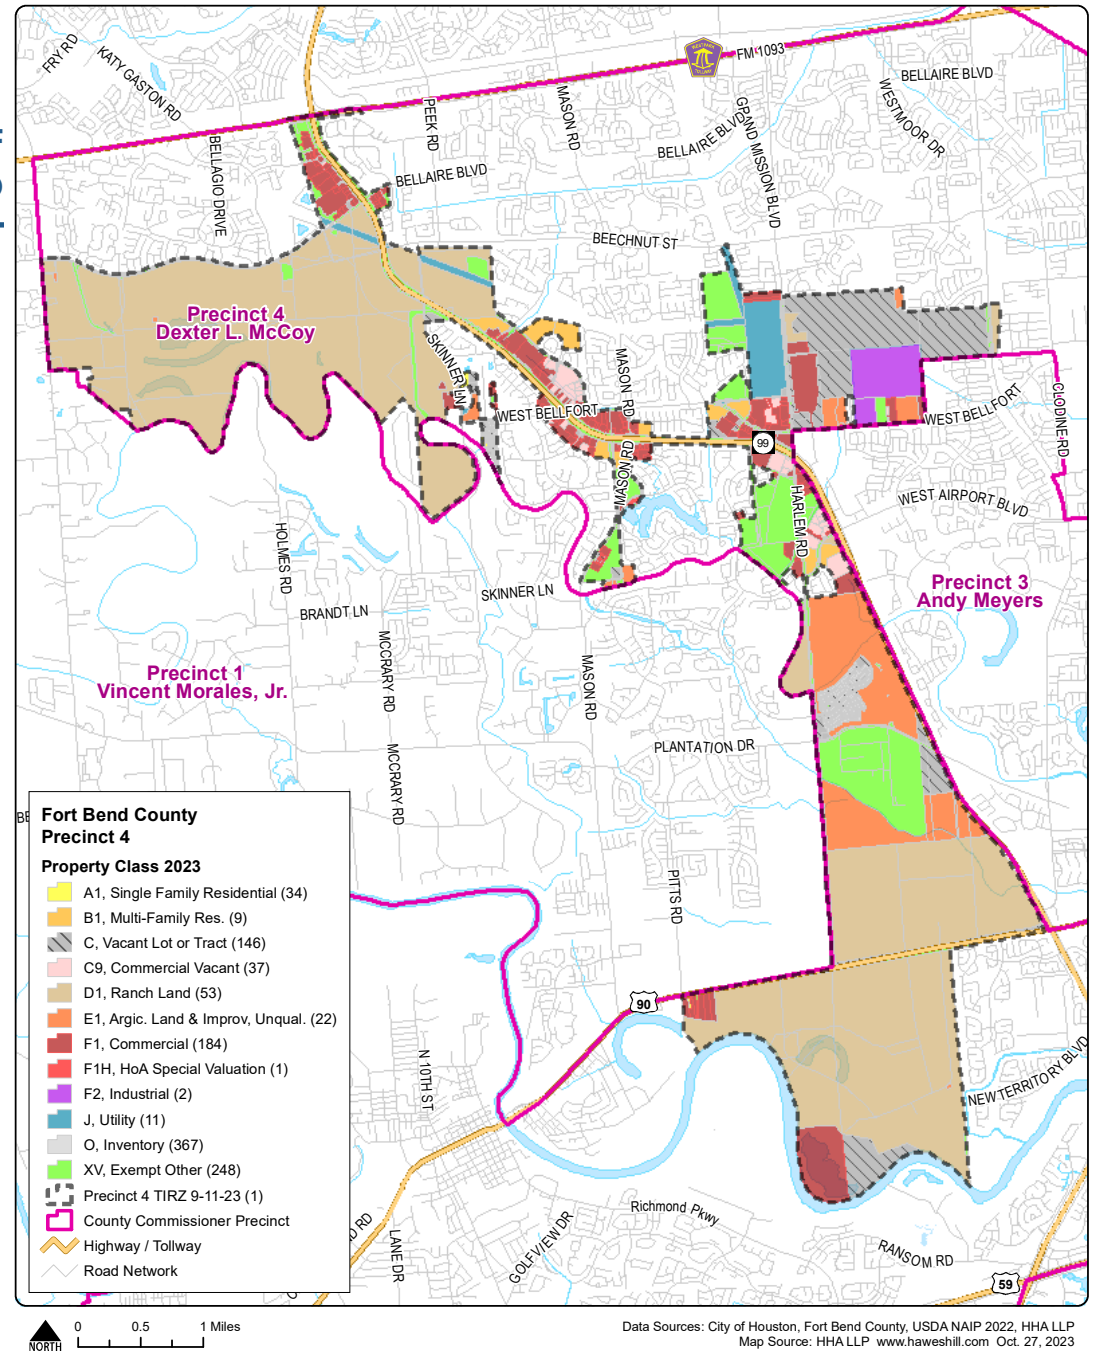 FRY RD
KATY GASTON RD
BELLAGIO DRIVE
PEEK RD
BELLAIRE BLVD
MASON RD
WESTPARK
TOLLWAY
FM 1093
BELLAIRE BLVD
GRAND MISSION BLVD
WESTMOOR DR
BELLAIRE BLVD
BEECHNUT ST
Precinct 4
Dexter L. McCoy
SKINNER LN
MASON RD
WEST BELLFORT
MASON RD
99
WEST BELLFORT
CLODINE RD
HARLEM RD
WEST AIRPORT BLVD
HOLMES RD
SKINNER LN
BRANDT LN
Precinct 3
Andy Meyers
MCCRARY RD
Precinct 1
Vincent Morales, Jr.
MASON RD
PLANTATION DR
MCCRARY RD
BE
PITTS RD
90
N 10TH ST
NEW TERRITORY BLVD
Richmond Pkwy
RANSOM RD
GOLFVIEW DR
LANE DR
RD
59
Fort Bend County
Precinct 4
Property Class 2023
A1, Single Family Residential (34)
B1, Multi-Family Res. (9)
C, Vacant Lot or Tract (146)
C9, Commercial Vacant (37)
D1, Ranch Land (53)
E1, Argic. Land & Improv, Unqual. (22)
F1, Commercial (184)
F1H, HoA Special Valuation (1)
F2, Industrial (2)
J, Utility (11)
O, Inventory (367)
XV, Exempt Other (248)
Precinct 4 TIRZ 9-11-23 (1)
County Commissioner Precinct
Highway / Tollway
Road Network
NORTH
0 0.5 1 Miles
Data Sources: City of Houston, Fort Bend County, USDA NAIP 2022, HHA LLP
Map Source: HHA LLP www.haweshill.com Oct. 27, 2023